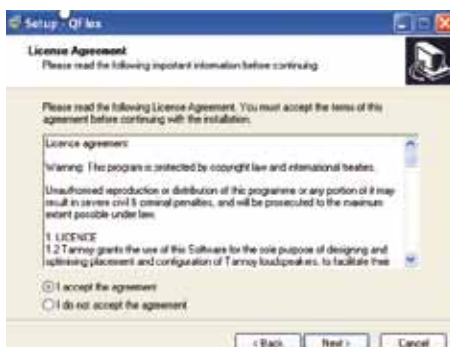 Setup - QFlex
License Agreement
Please read the following important information before continuing.
Please read the following License Agreement. You must accept the terms of this
agreement before continuing with the installation.
Licence agreement:
Warning: This program is protected by copyright law and international treaties.
Unauthorised reproduction or distribution of this programme or any portion of it may
result in severe civil & criminal penalties, and will be prosecuted to the maximum
extent possible under law.
1. LICENCE
1.2 Tannoy grants the use of this Software for the sole purpose of designing and
optimising placement and configuration of Tannoy loudspeakers, to facilitate their
I accept the agreement
I do not accept the agreement
< Back
Next >
Cancel